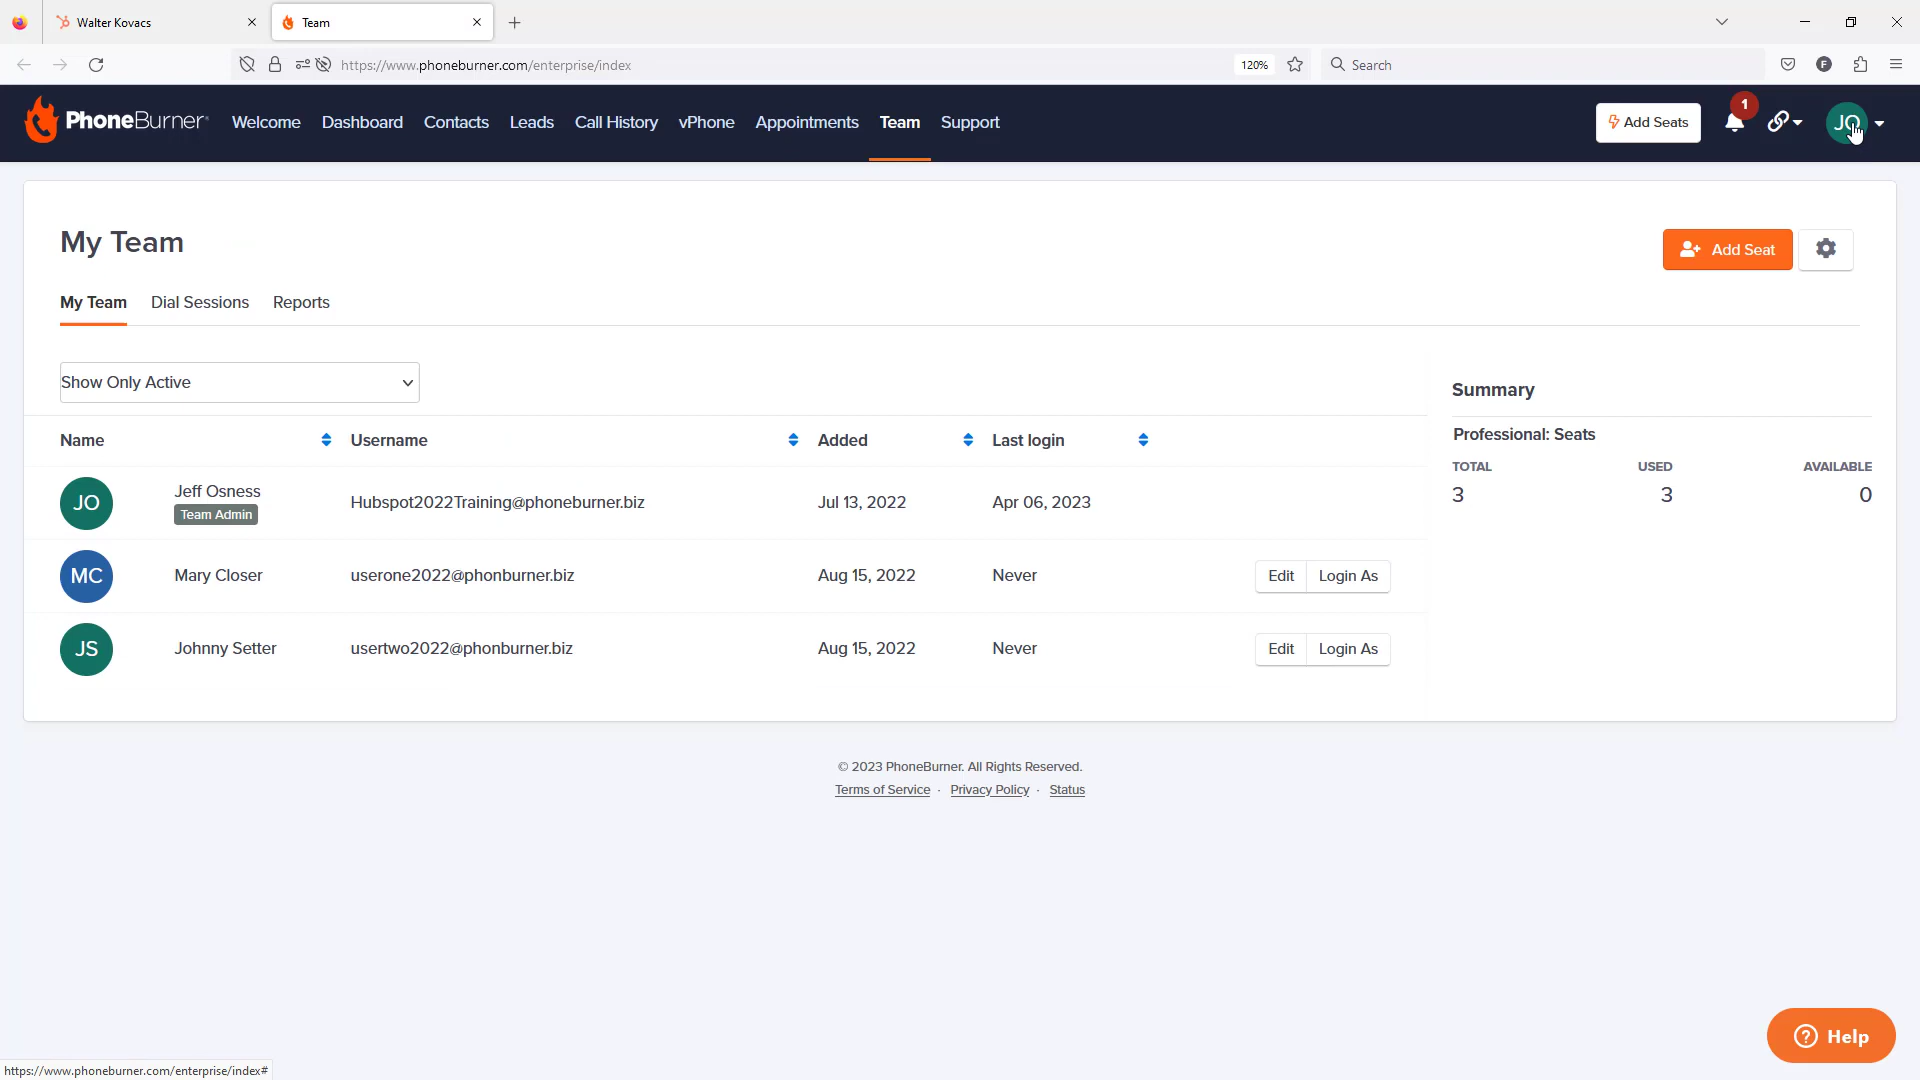 Walter Kovacs
Team
https://www.phoneburner.com/enterprise/index
120%
Search
F
PhoneBurner
Welcome
Dashboard
Contacts
Leads
Call History
vPhone
Appointments
Team
Support
Add Seats
1
JO
My Team
Add Seat
My Team
Dial Sessions
Reports
Show Only Active
Summary
Name
Username
Added
Last login
Professional: Seats
TOTAL
USED
AVAILABLE
3
3
0
JO
Jeff Osness
Team Admin
Hubspot2022Training@phoneburner.biz
Jul 13, 2022
Apr 06, 2023
MC
Mary Closer
userone2022@phonburner.biz
Aug 15, 2022
Never
Edit
Login As
JS
Johnny Setter
usertwo2022@phonburner.biz
Aug 15, 2022
Never
Edit
Login As
© 2023 PhoneBurner. All Rights Reserved.
Terms of Service · Privacy Policy · Status
Help
https://www.phoneburner.com/enterprise/index#